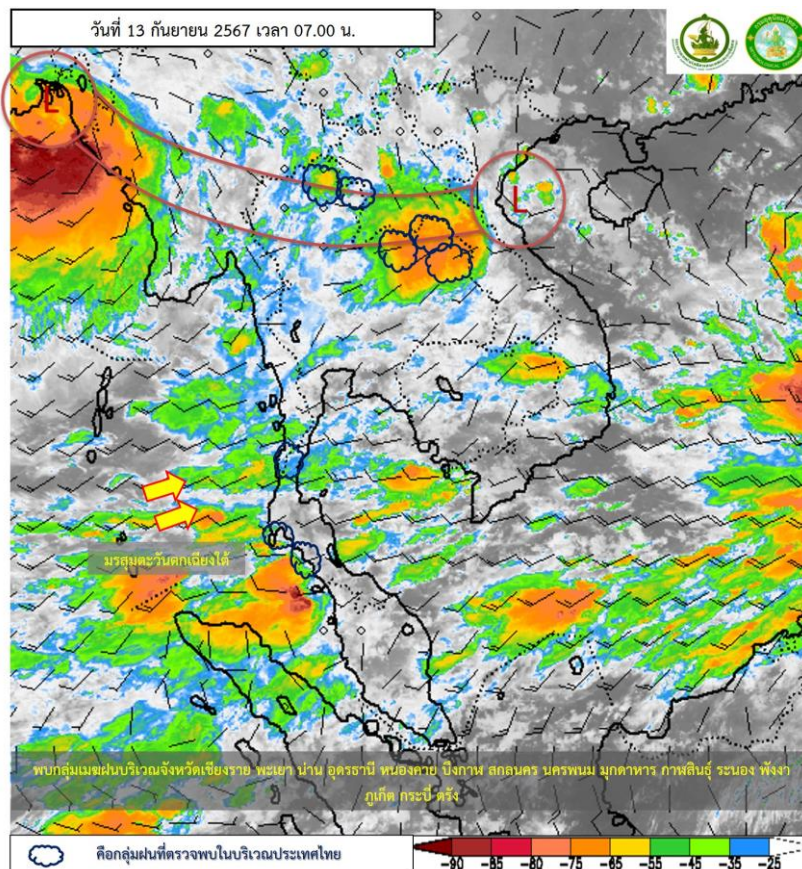 วันที่ 13 กันยายน 2567 เวลา 07.00 น.
L
L
มรสุมตะวันตกเฉียงใต้
พบกลุ่มเมฆฝนบริเวณจังหวัดเชียงราย พะเยา น่าน อุดรธานี หนองคาย บึงกาฬ สกลนคร นครพนม มุกดาหาร กาฬสินธุ์ ระนอง พังงา
ภูเก็ต กระบี่ ตรัง
คือกลุ่มฝนที่ตรวจพบในบริเวณประเทศไทย
-90 -85 -80 -75 -65 -55 -45 -35 -25